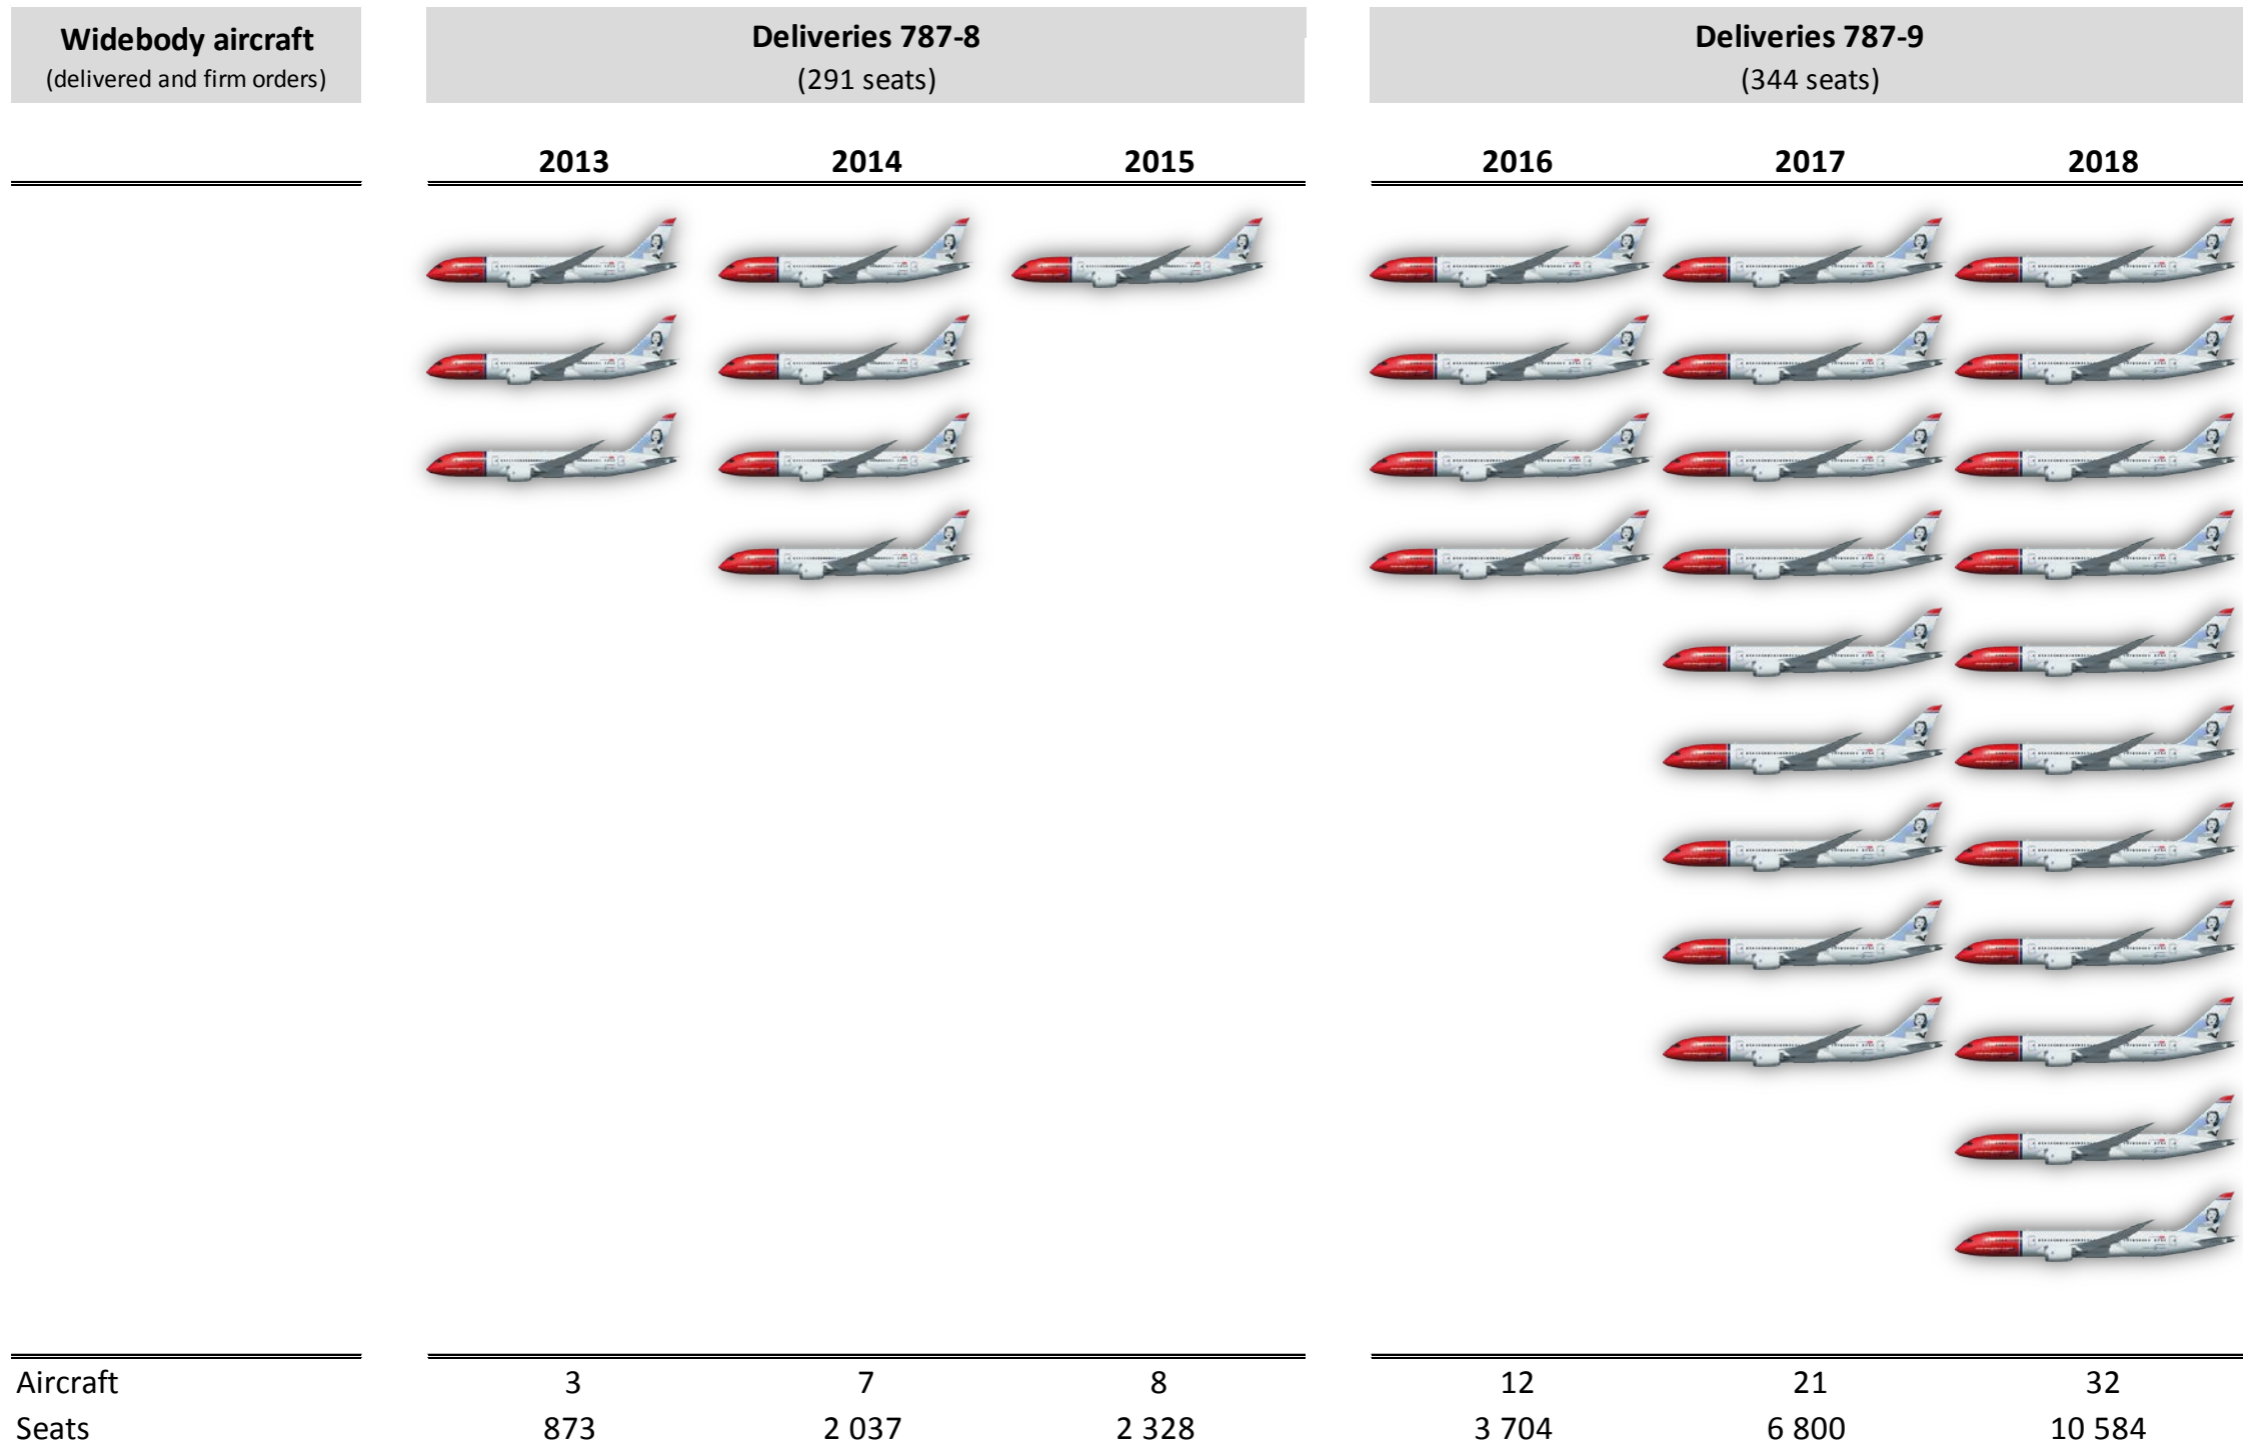 Widebody aircraft
(delivered and firm orders)
Deliveries 787-8
(291 seats)
Deliveries 787-9
(344 seats)
2013 2014 2015 2016 2017 2018
Aircraft 3 7 8 12 21 32
Seats 873 2 037 2 328 3 704 6 800 10 584